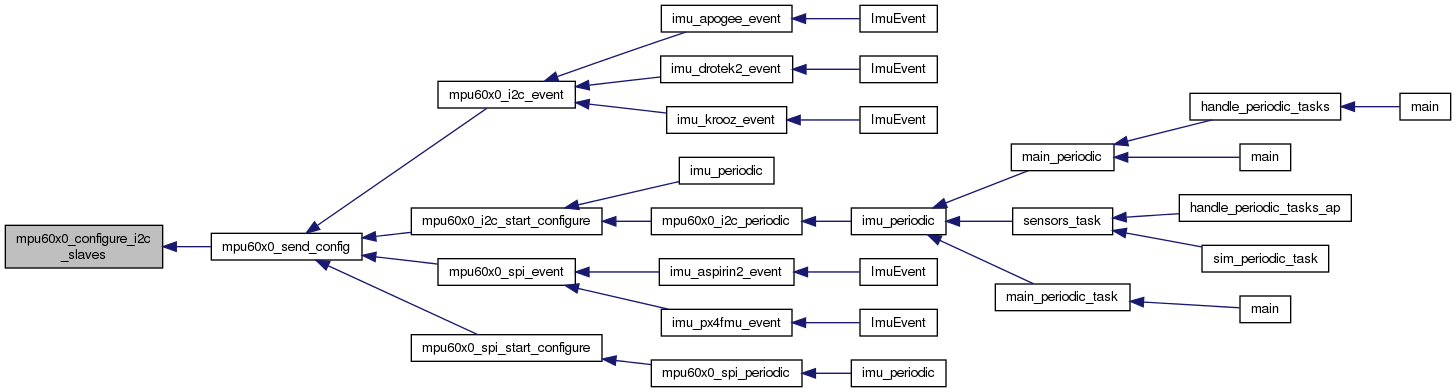 imu_apogee_event
ImuEvent
imu_drotek2_event
ImuEvent
mpu60x0_i2c_event
handle_periodic_tasks
main
imu_krooz_event
ImuEvent
main_periodic
main
imu_periodic
handle_periodic_tasks_ap
mpu60x0_i2c_start_configure
mpu60x0_i2c_periodic
imu_periodic
sensors_task
mpu60x0_configure_i2c
_slaves
mpu60x0_send_config
sim_periodic_task
mpu60x0_spi_event
imu_aspirin2_event
ImuEvent
main_periodic_task
main
imu_px4fmu_event
ImuEvent
mpu60x0_spi_start_configure
mpu60x0_spi_periodic
imu_periodic